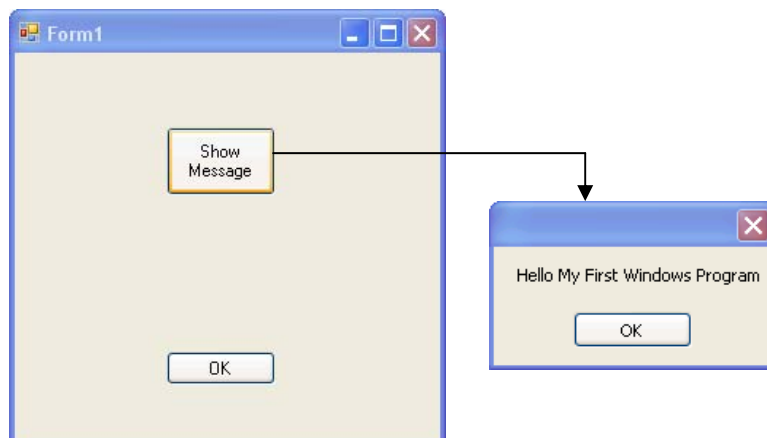 Form1
Show
Message
Hello My First Windows Program
OK
OK